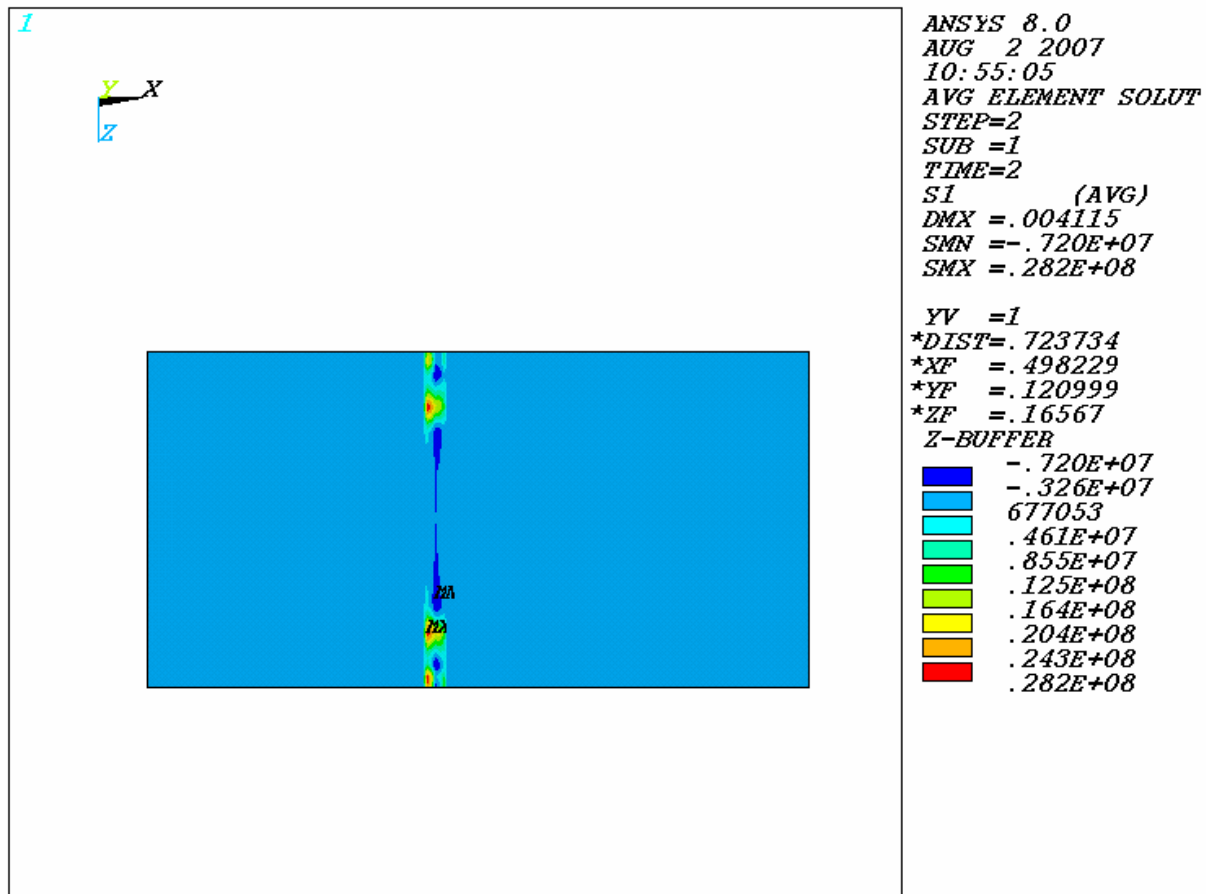 1
Y X
Z
MN
MX
ANSYS 8.0
AUG  2 2007
10:55:05
AVG ELEMENT SOLUT
STEP=2
SUB =1
TIME=2
S1       (AVG)
DMX =.004115
SMN =-.720E+07
SMX =.282E+08
YV  =1
*DIST=.723734
*XF  =.498229
*YF  =.120999
*ZF  =.16567
Z-BUFFER
-.720E+07
-.326E+07
677053
.461E+07
.855E+07
.125E+08
.164E+08
.204E+08
.243E+08
.282E+08